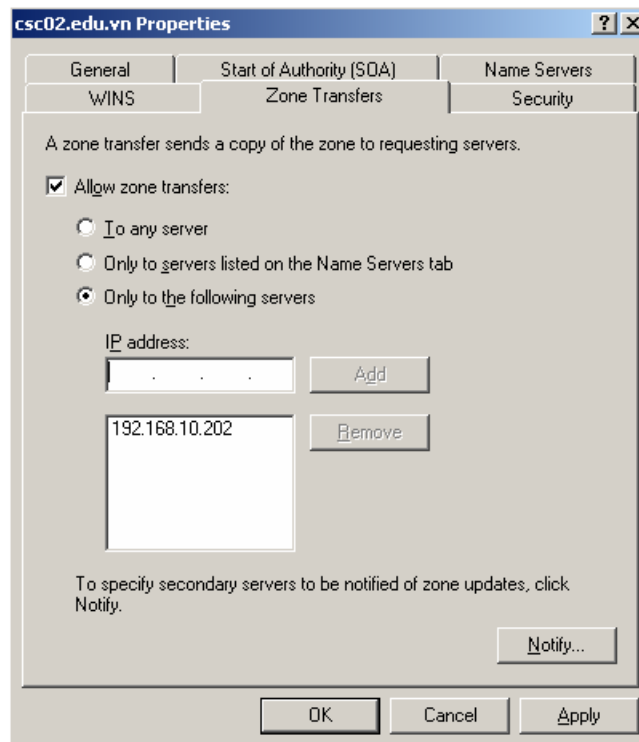 csc02.edu.vn Properties
General
Start of Authority (SOA)
Name Servers
WINS
Zone Transfers
Security
A zone transfer sends a copy of the zone to requesting servers.
Allow zone transfers:
To any server
Only to servers listed on the Name Servers tab
Only to the following servers
IP address:
. . .
Add
192.168.10.202
Remove
To specify secondary servers to be notified of zone updates, click
Notify.
Notify...
OK
Cancel
Apply